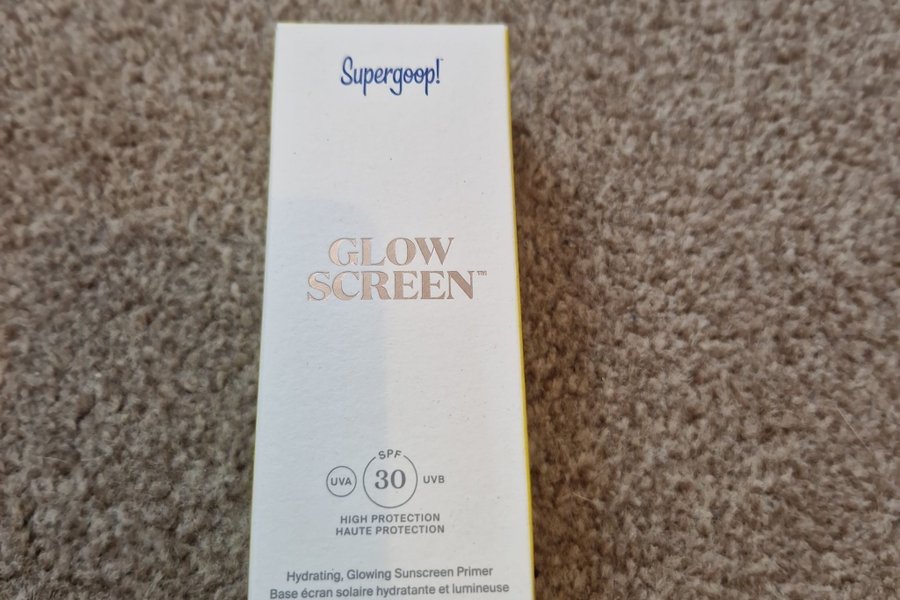 Supergoop!™
GLOW
SCREEN™
SPF
UVA 30 UVB
HIGH PROTECTION
HAUTE PROTECTION
Hydrating, Glowing Sunscreen Primer
Base écran solaire hydratante et lumineuse